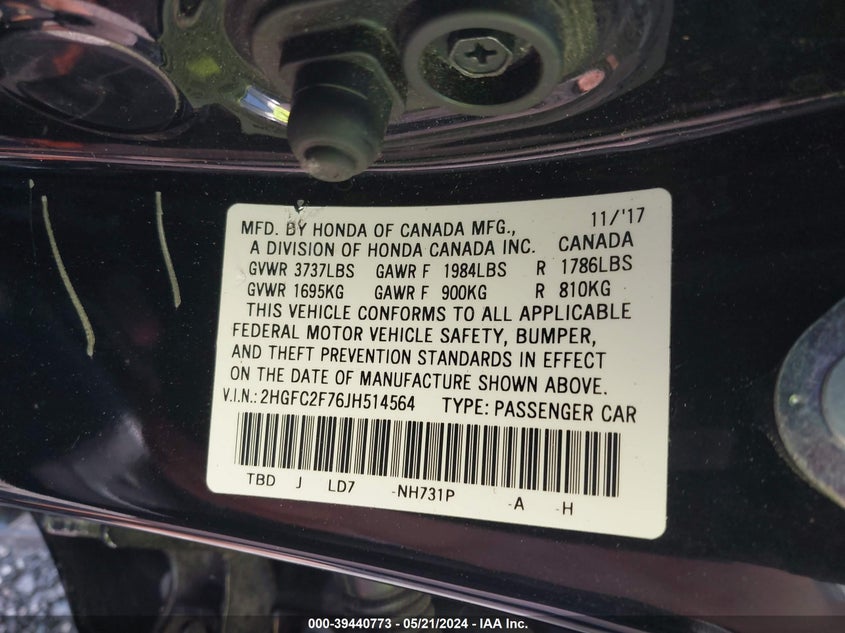 MFD. BY HONDA OF CANADA MFG., 11/'17
A DIVISION OF HONDA CANADA INC. CANADA
GVWR 3737LBS GAWR F 1984LBS R 1786LBS
GVWR 1695KG GAWR F 900KG R 810KG
THIS VEHICLE CONFORMS TO ALL APPLICABLE
FEDERAL MOTOR VEHICLE SAFETY, BUMPER,
AND THEFT PREVENTION STANDARDS IN EFFECT
ON THE DATE OF MANUFACTURE SHOWN ABOVE.
V.I.N.: 2HGFC2F76JH514564 TYPE: PASSENGER CAR
TBD J LD7 -NH731P -A -H
000-39440773 - 05/21/2024 - IAA Inc.